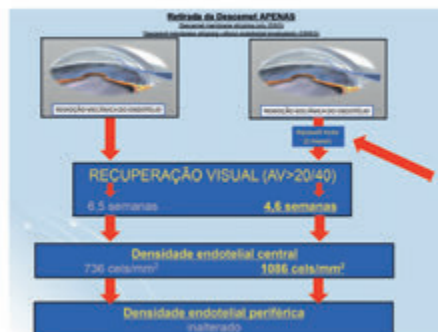 Retirada da Descemet APENAS
REMOÇÃO MECÂNICA DO ENDOTÉLIO
REMOÇÃO MECÂNICA DO ENDOTÉLIO
RECUPERAÇÃO VISUAL (AV>20/40)
6,5 semanas
4,6 semanas
Densidade endotelial central
736 cels/mm²
1086 cels/mm²
Densidade endotelial periférica
inalterado